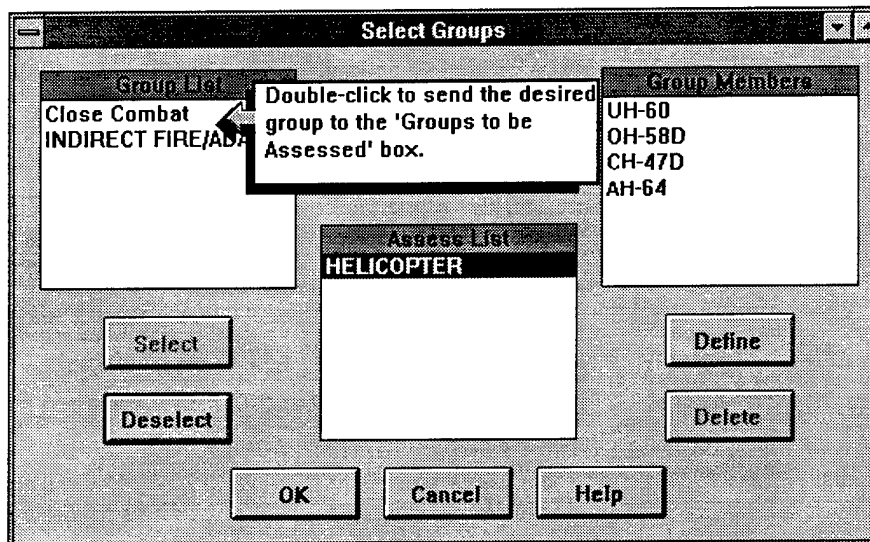 Select Groups
Group List
Close Combat
INDIRECT FIRE/ADA
Double-click to send the desired
group to the 'Groups to be
Assessed' box.
Group Members
UH-60
OH-58D
CH-47D
AH-64
Assess List
HELICOPTER
Select
Deselect
Define
Delete
OK
Cancel
Help